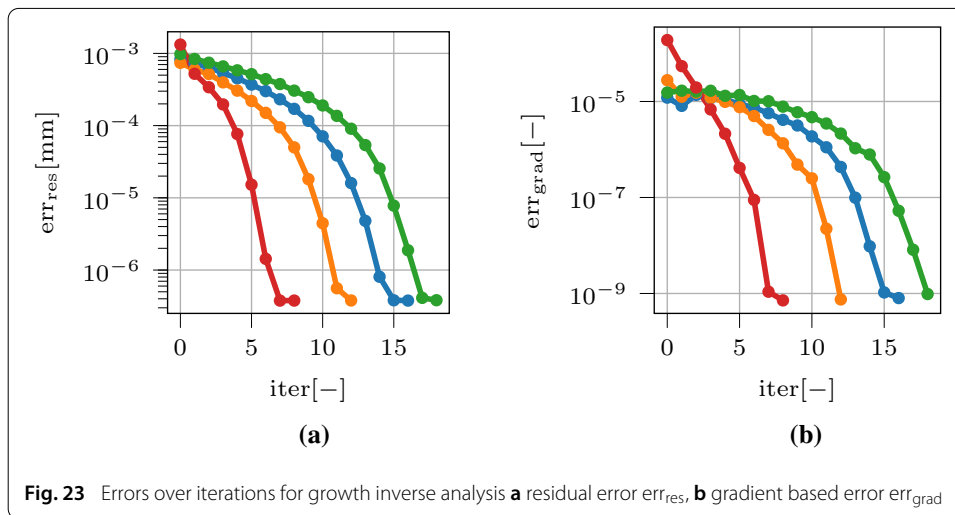 10⁻³
10⁻⁴
10⁻⁵
10⁻⁶
err_res[mm]
0 5 10 15
iter[−]
(a)
10⁻⁵
10⁻⁷
10⁻⁹
err_grad[−]
0 5 10 15
iter[−]
(b)
Fig. 23 Errors over iterations for growth inverse analysis a residual error err_res, b gradient based error err_grad